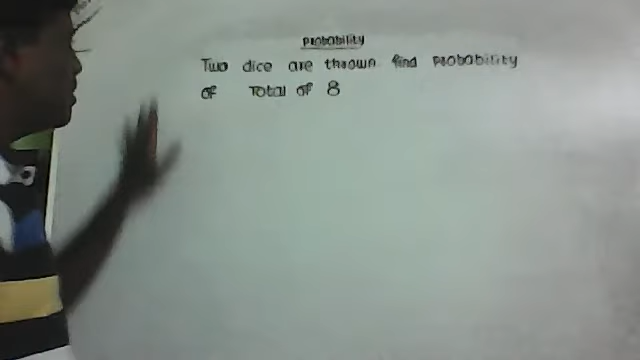 Probability
Two dice are thrown find probability
of Total of 8